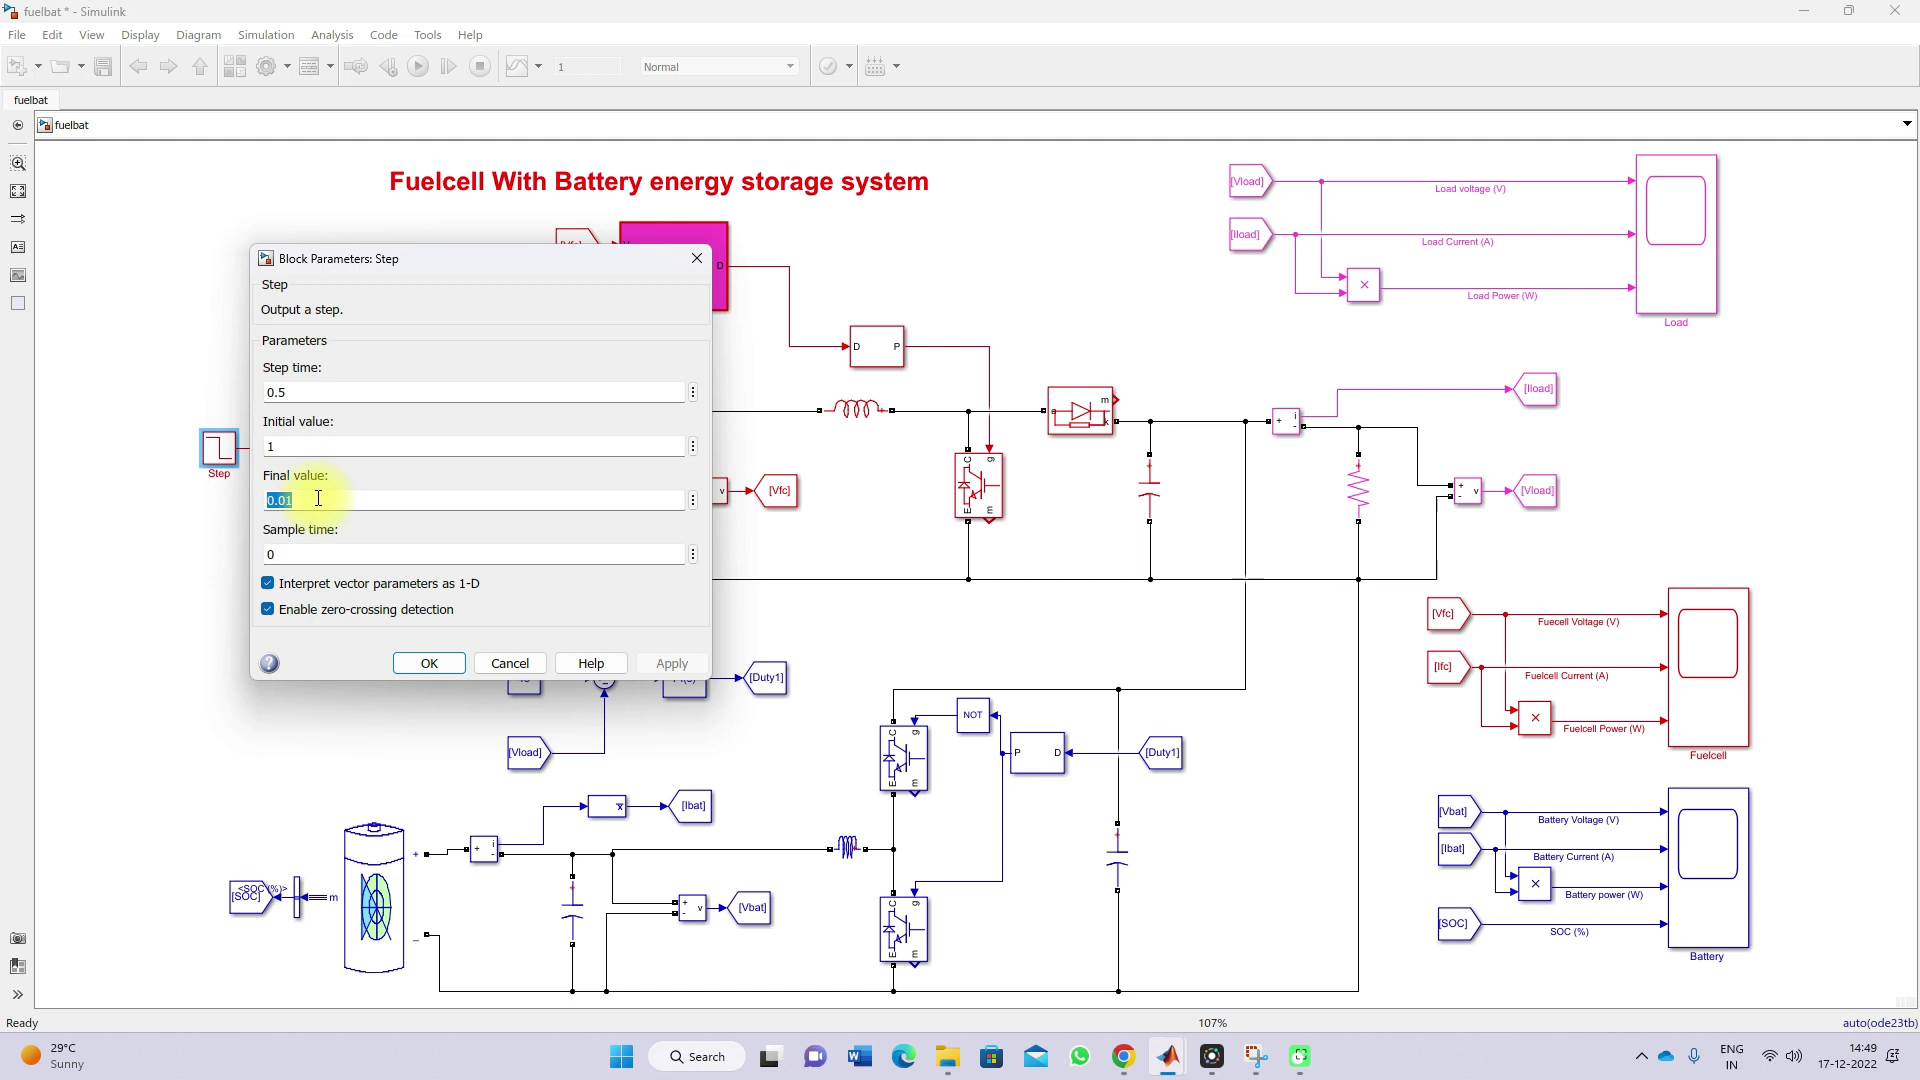 fuelbat * - Simulink
File Edit View Display Diagram Simulation Analysis Code Tools Help
1
Normal
fuelbat
fuelbat
Fuelcell With Battery energy storage system
Block Parameters: Step
Step
Output a step.
Parameters
Step time:
0.5
Initial value:
1
Final value:
0.01
Sample time:
0
Interpret vector parameters as 1-D
Enable zero-crossing detection
OK Cancel Help Apply
Step
D
D P
g C E m
m a k
+ i -
[Iload]
+ - v
[Vload]
v
[Vfc]
[Vload]
Load voltage (V)
[Iload]
Load Current (A)
×
Load Power (W)
Load
[Vfc]
Fuecell Voltage (V)
[Ifc]
Fuelcell Current (A)
×
Fuelcell Power (W)
Fuelcell
[Duty1]
[Vload]
NOT
P D
[Duty1]
C g E m
[Ibat]
+ i -
+ - v
[Vbat]
<SOC (%)>
[SOC]
m
+
_
C g E m
[Vbat]
Battery Voltage (V)
[Ibat]
Battery Current (A)
×
Battery power (W)
[SOC]
SOC (%)
Battery
Ready
107%
auto(ode23tb)
29°C
Sunny
Search
ENG
IN
14:49
17-12-2022